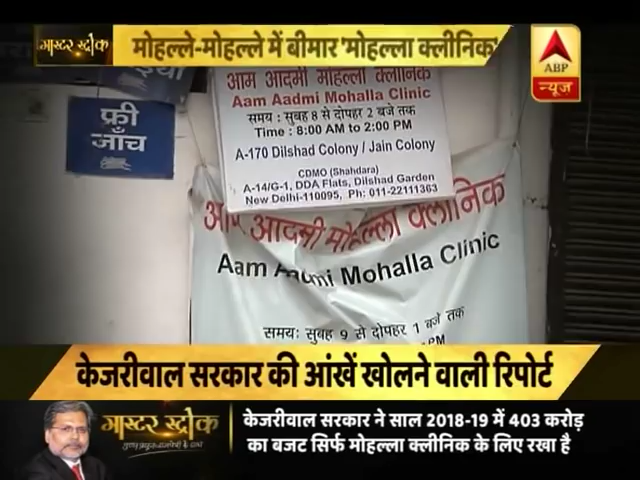 मास्टर स्ट्रोक
मोहल्ले-मोहल्ले में बीमार 'मोहल्ला क्लीनिक'
ABP
न्यूज़
फ्री
जाँच
आम आदमी मोहल्ला क्लीनिक
Aam Aadmi Mohalla Clinic
समय : सुबह 8 से दोपहर 2 बजे तक
Time : 8:00 AM to 2:00 PM
A-170 Dilshad Colony / Jain Colony
CDMO (Shahdara)
A-14/G-1, DDA Flats, Dilshad Garden
New Delhi-110095, Ph: 011-22111363
आम आदमी मोहल्ला क्लीनिक
Aam Aadmi Mohalla Clinic
समय: सुबह 9 से दोपहर 1 बजे तक
PM
केजरीवाल सरकार की आंखें खोलने वाली रिपोर्ट
मास्टर स्ट्रोक
केजरीवाल सरकार ने साल 2018-19 में 403 करोड़
का बजट सिर्फ मोहल्ला क्लीनिक के लिए रखा है